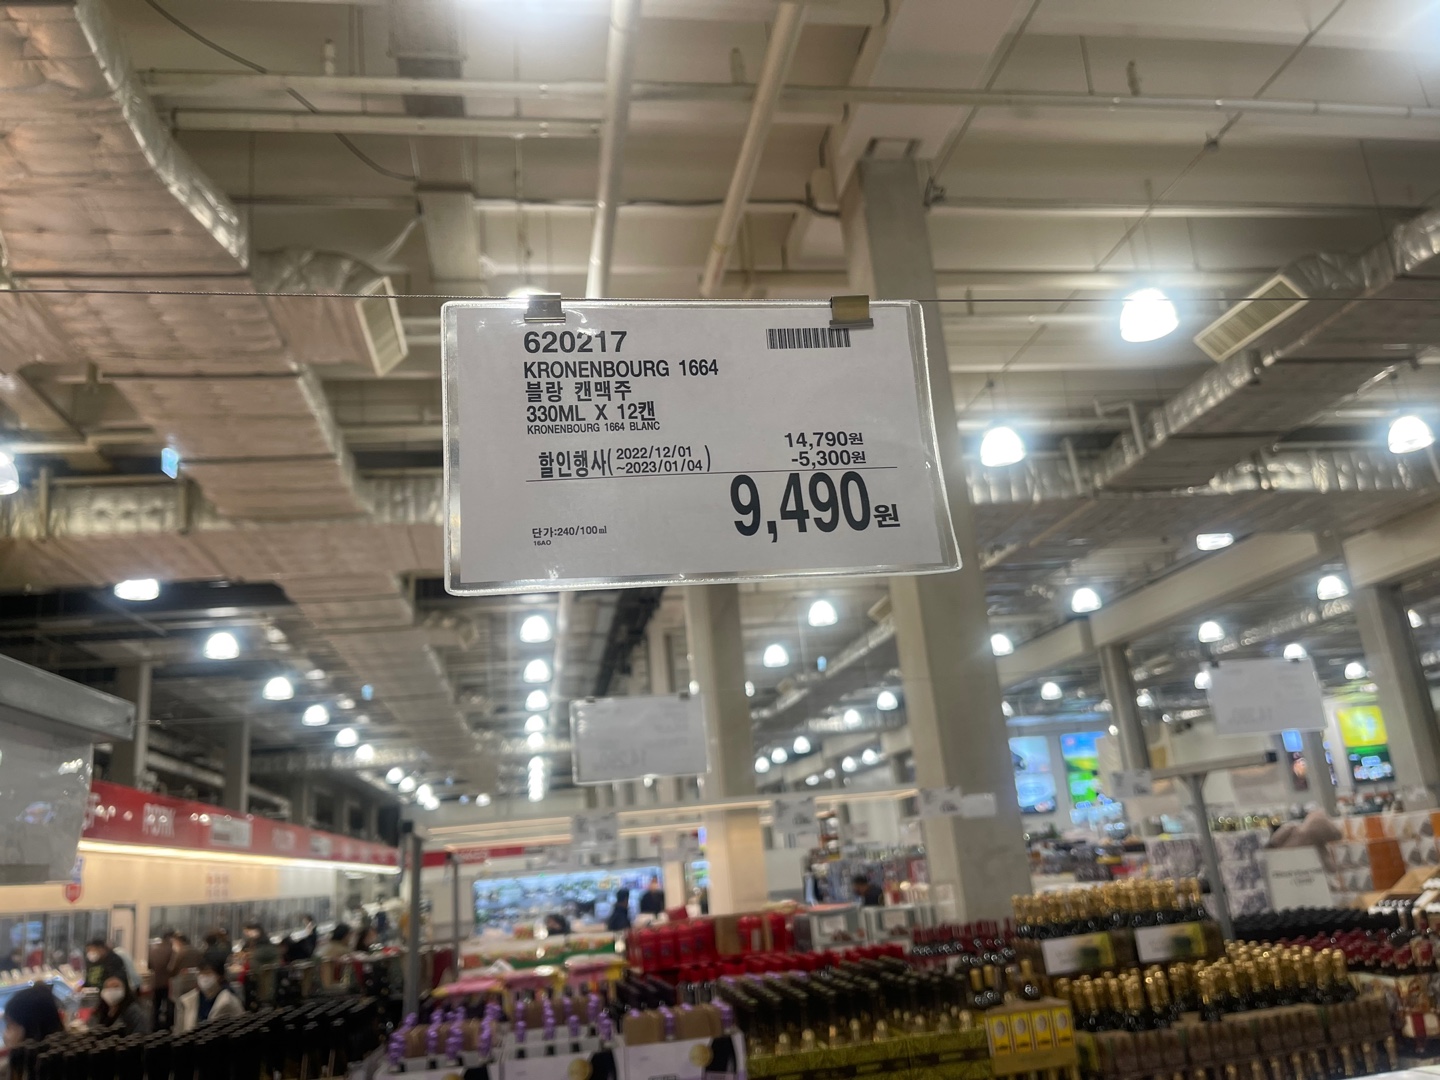 620217
KRONENBOURG 1664
블랑 캔맥주
330ML X 12캔
KRONENBOURG 1664 BLANC
14,790원
할인행사(2022/12/01 ~2023/01/04)
-5,300원
9,490원
단가:240/100㎖
16AO
PORK